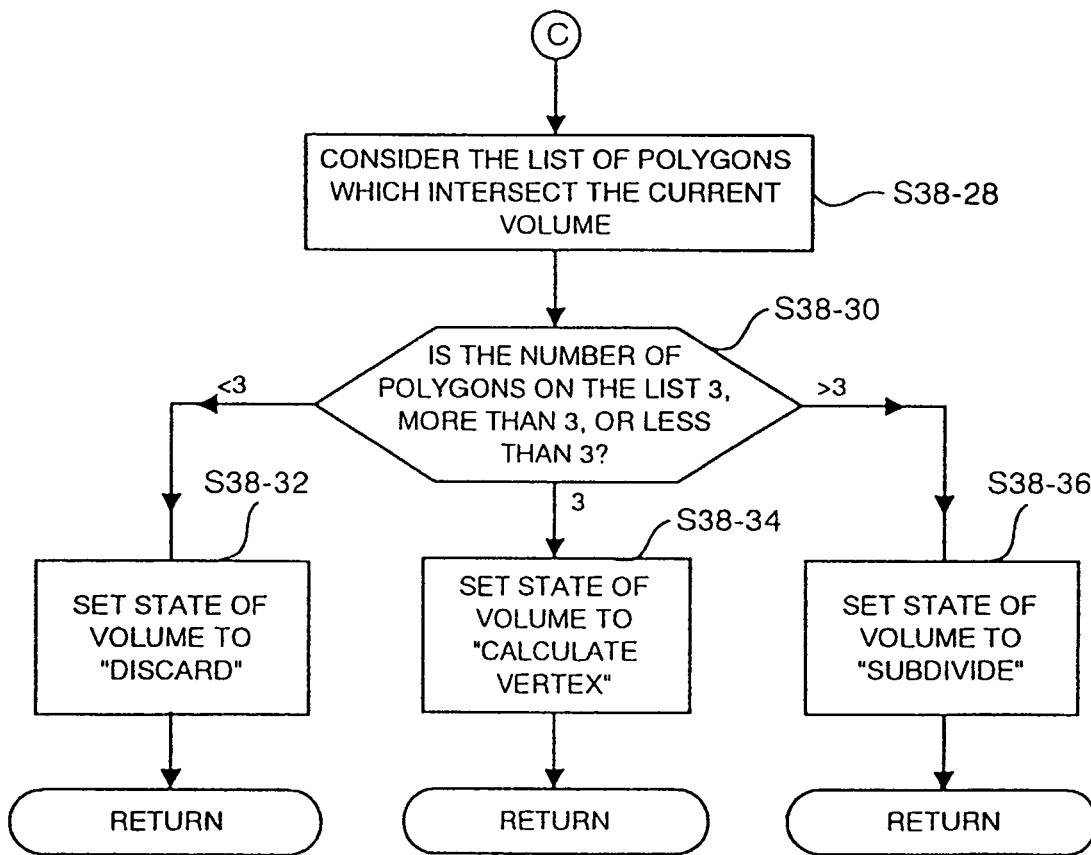 C
CONSIDER THE LIST OF POLYGONS
WHICH INTERSECT THE CURRENT
VOLUME
S38-28
S38-30
IS THE NUMBER OF
POLYGONS ON THE LIST 3,
MORE THAN 3, OR LESS
THAN 3?
<3
>3
3
S38-32
SET STATE OF
VOLUME TO
"DISCARD"
S38-34
SET STATE OF
VOLUME TO
"CALCULATE
VERTEX"
S38-36
SET STATE OF
VOLUME TO
"SUBDIVIDE"
RETURN
RETURN
RETURN